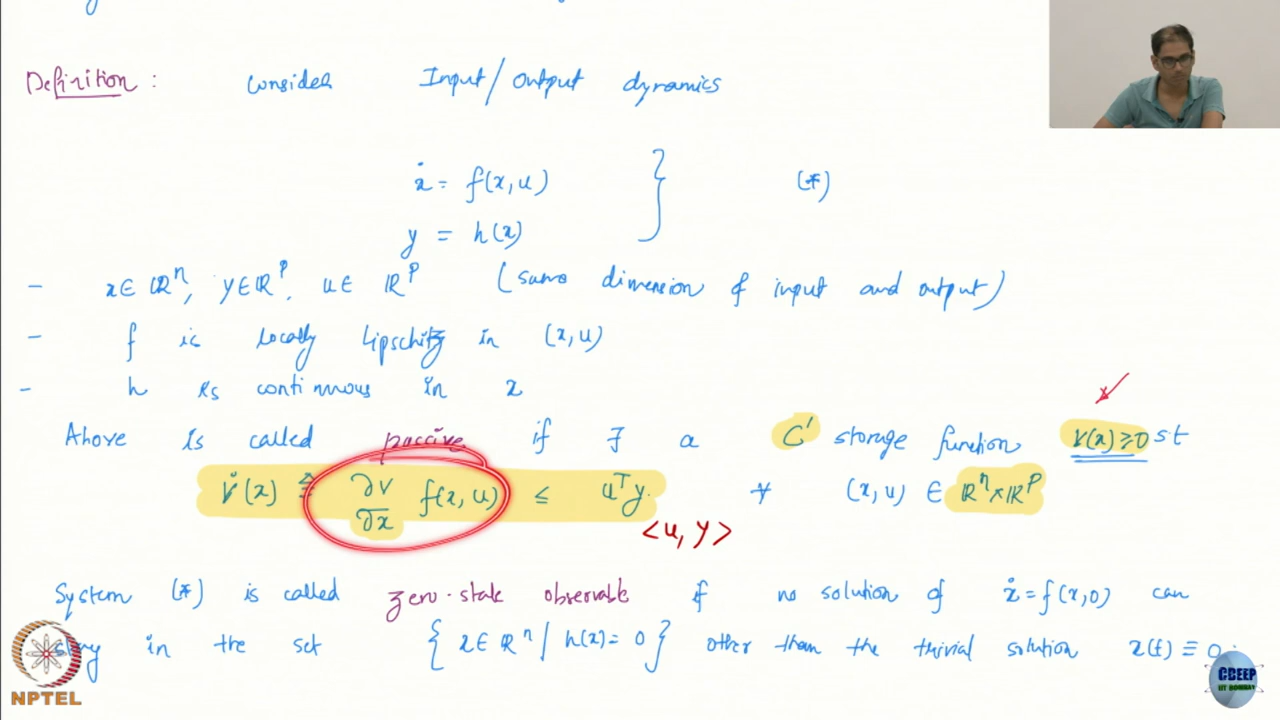 Definition : Consider Input/Output dynamics
ẋ = f(x,u)
(*)
y = h(x)
- x ∈ ℝⁿ, y ∈ ℝᵖ, u ∈ ℝᵖ (same dimension of input and output)
- f is locally Lipschitz in (x,u)
- h is continuous in x
Above is called passive if ∃ a C¹ storage function V(x) ≥ 0 st
V̇(x) ≜ ∂V/∂x f(x,u) ≤ uᵀy. ∀ (x,u) ∈ ℝⁿ×ℝᵖ
<u, y>
System (*) is called zero-state observable if no solution of ẋ = f(x,0) can
stay in the set { x ∈ ℝⁿ | h(x) = 0 } other than the trivial solution x(t) ≡ 0.
NPTEL
CDEEP
IIT BOMBAY